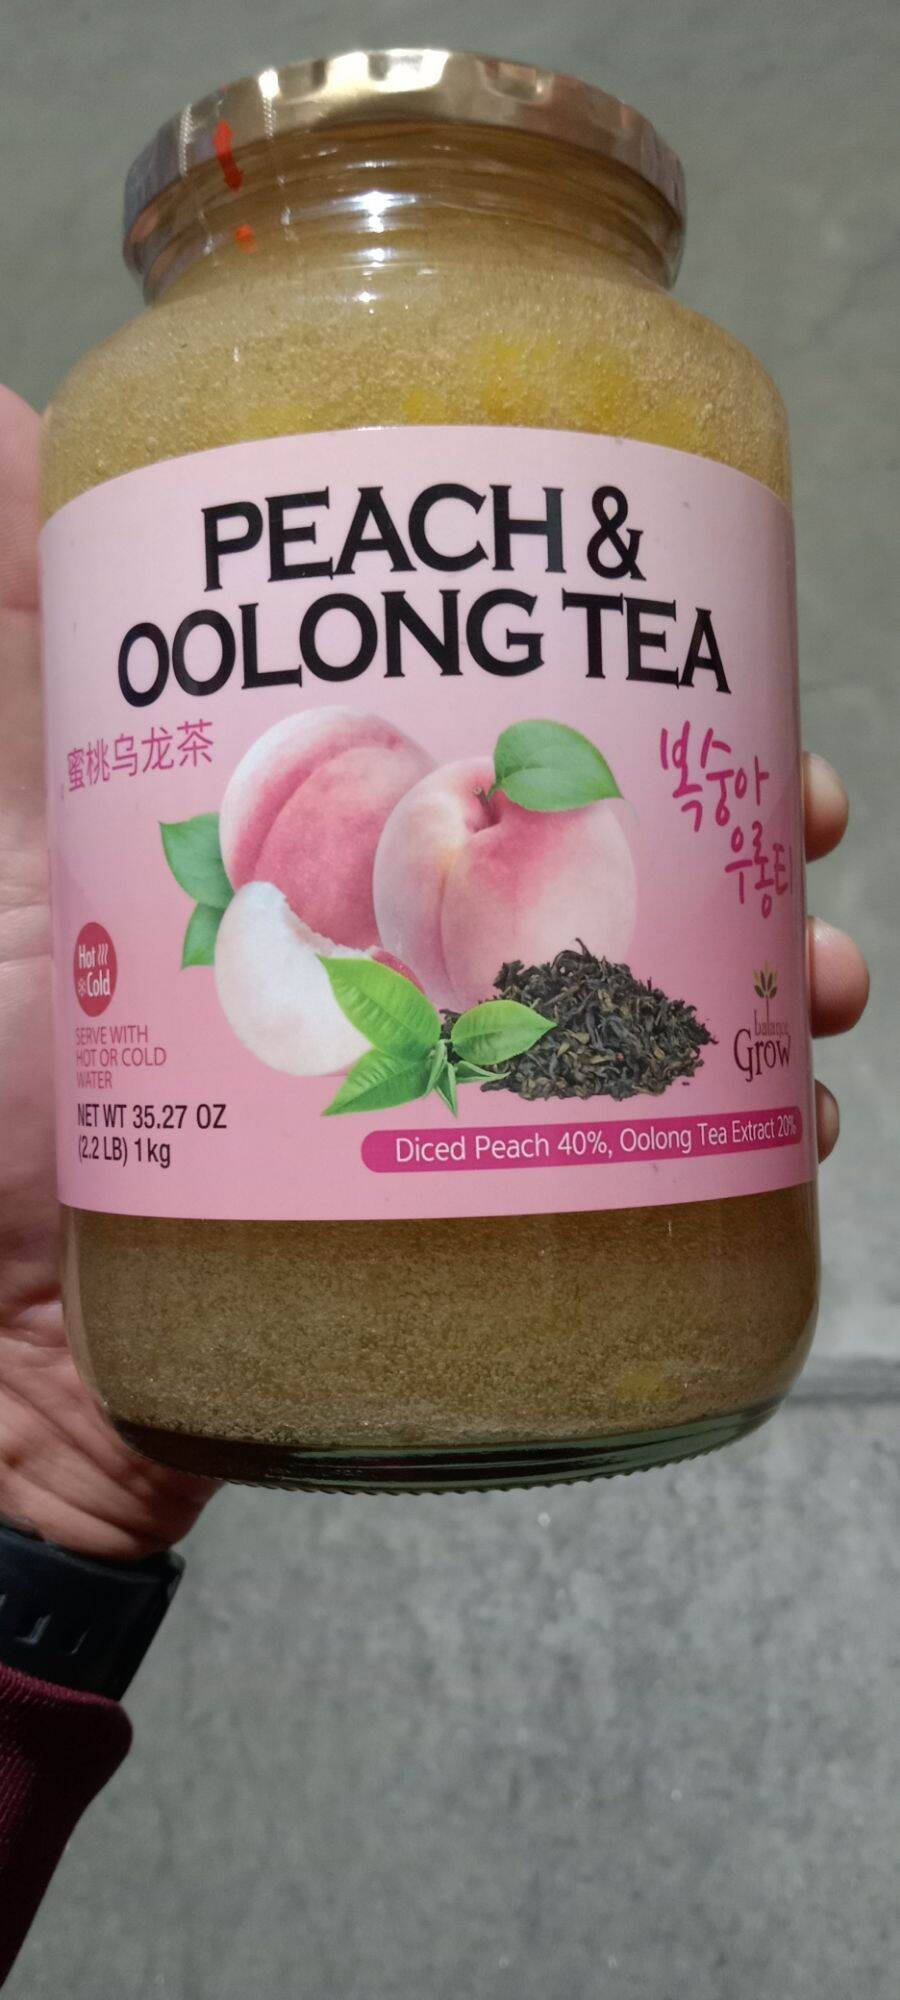 PEACH &
OOLONG TEA
蜜桃乌龙茶
복숭아
우롱티
Hot
Cold
SERVE WITH
HOT OR COLD
WATER
NET WT 35.27 OZ
(2.2 LB) 1kg
balance
Grow
Diced Peach 40%, Oolong Tea Extract 20%